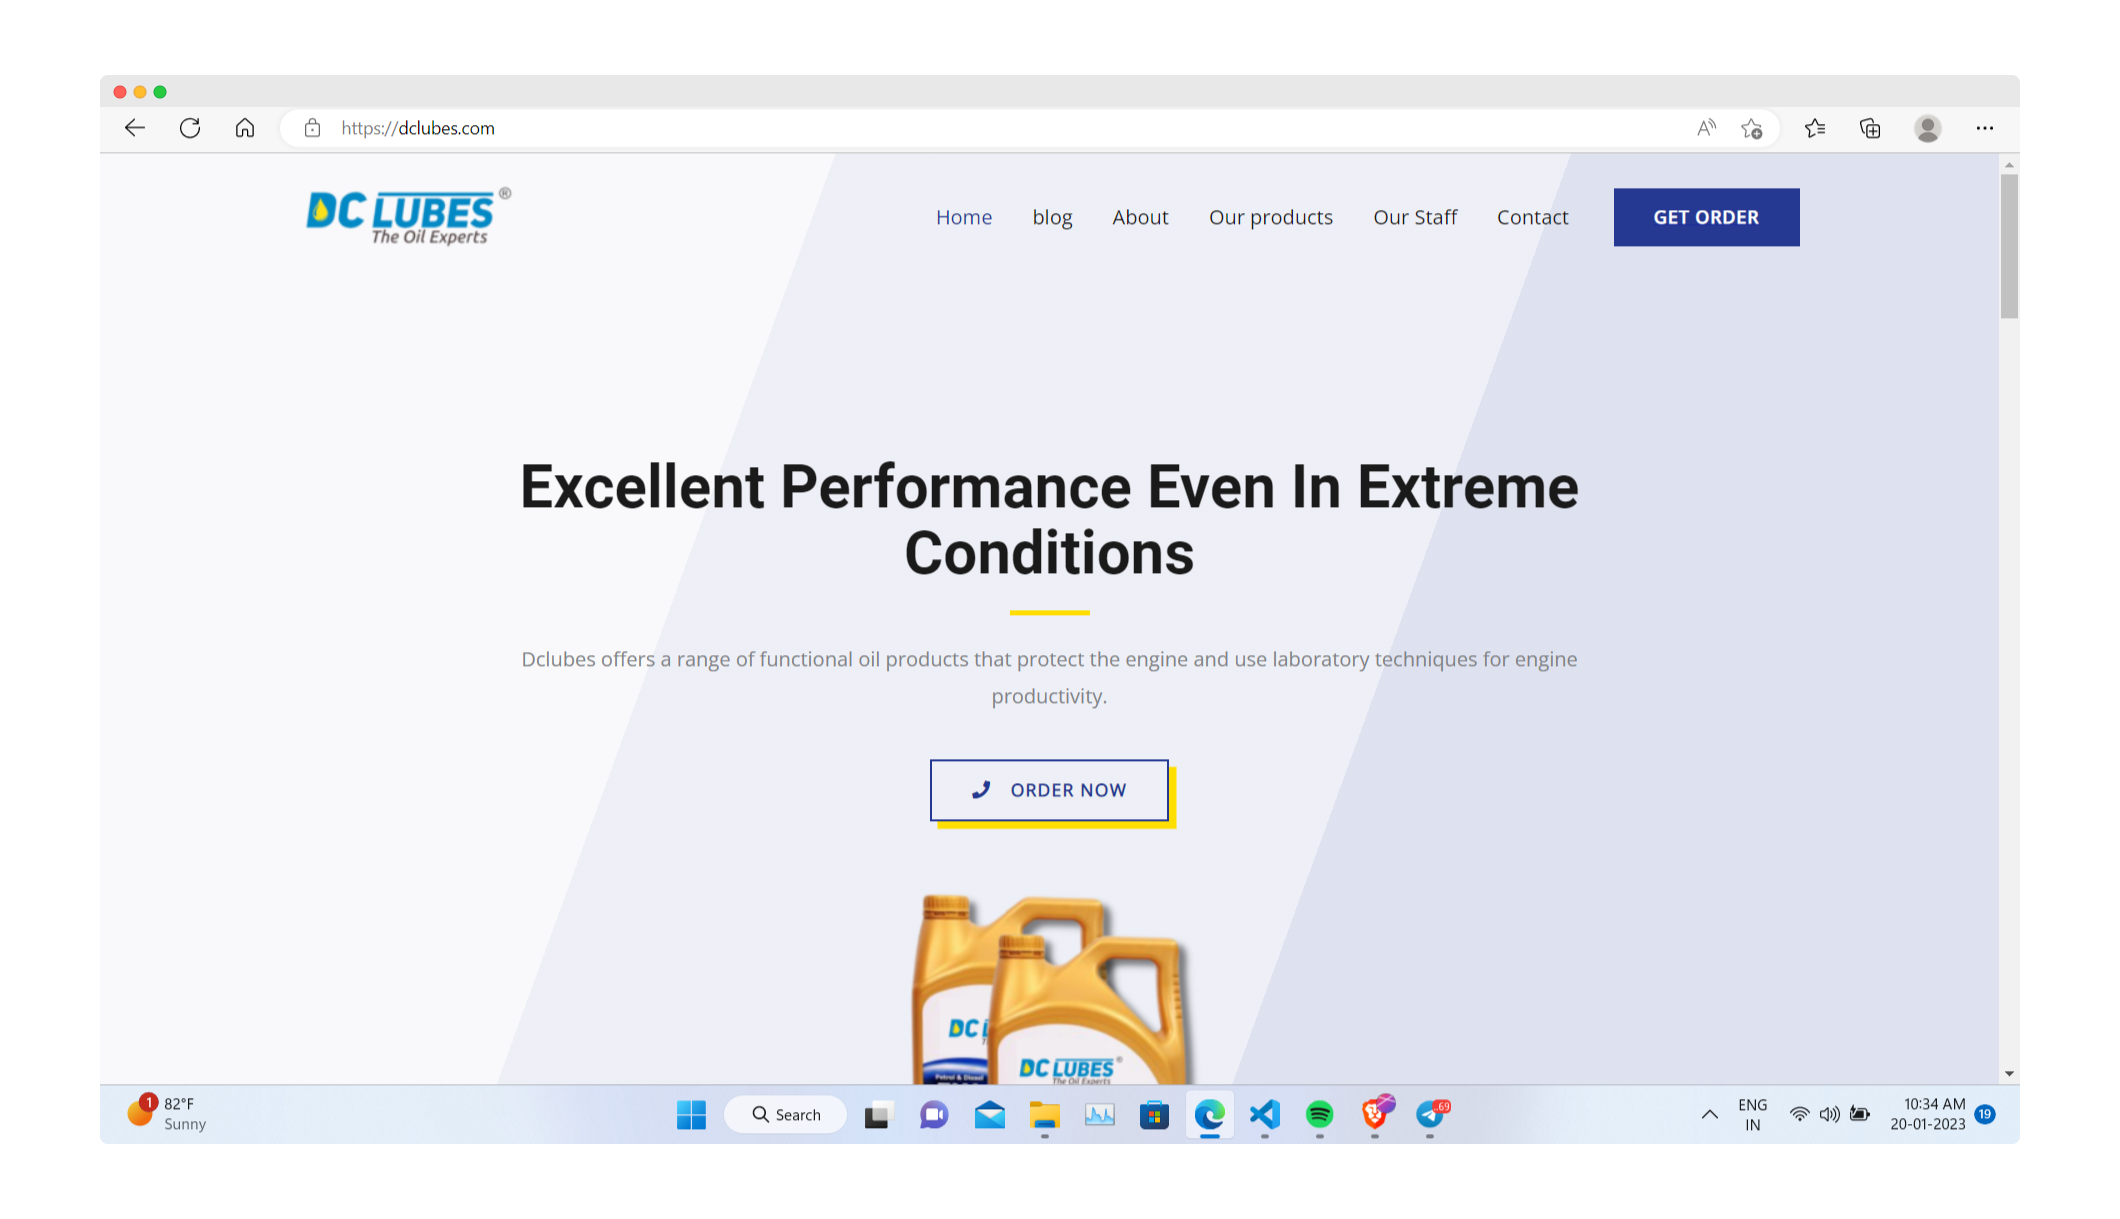 https://dclubes.com
DC LUBES ®
The Oil Experts
Home blog About Our products Our Staff Contact GET ORDER
Excellent Performance Even In Extreme
Conditions
Dclubes offers a range of functional oil products that protect the engine and use laboratory techniques for engine
productivity.
ORDER NOW
DC
DC LUBES ®
The Oil Experts
Petrol & Diesel
1
82°F
Sunny
Search
69
ENG
IN
10:34 AM
20-01-2023
19